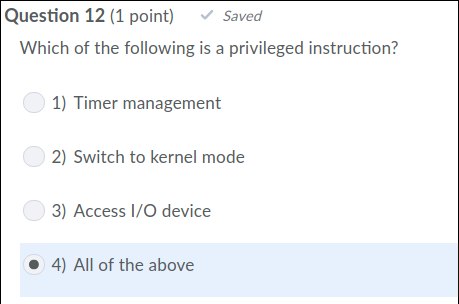 Question 12 (1 point) Saved
Which of the following is a privileged instruction?
1) Timer management
2) Switch to kernel mode
3) Access I/O device
4) All of the above